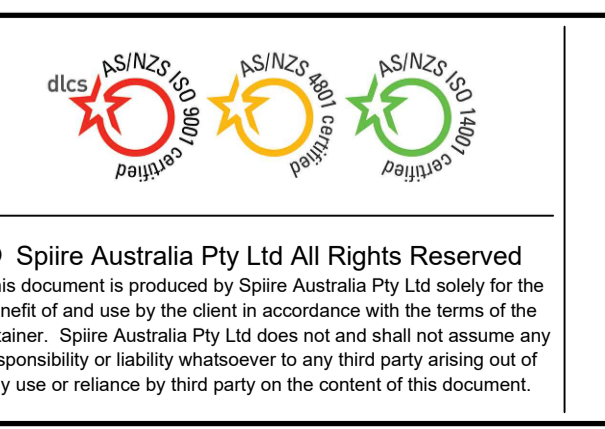 dlcs
AS/NZS ISO 9001 certified
AS/NZS 4801 certified
AS/NZS ISO 14001 certified
Spiire Australia Pty Ltd All Rights Reserved
is document is produced by Spiire Australia Pty Ltd solely for the
nefit of and use by the client in accordance with the terms of the
tainer. Spiire Australia Pty Ltd does not and shall not assume any
sponsibility or liability whatsoever to any third party arising out of
y use or reliance by third party on the content of this document.